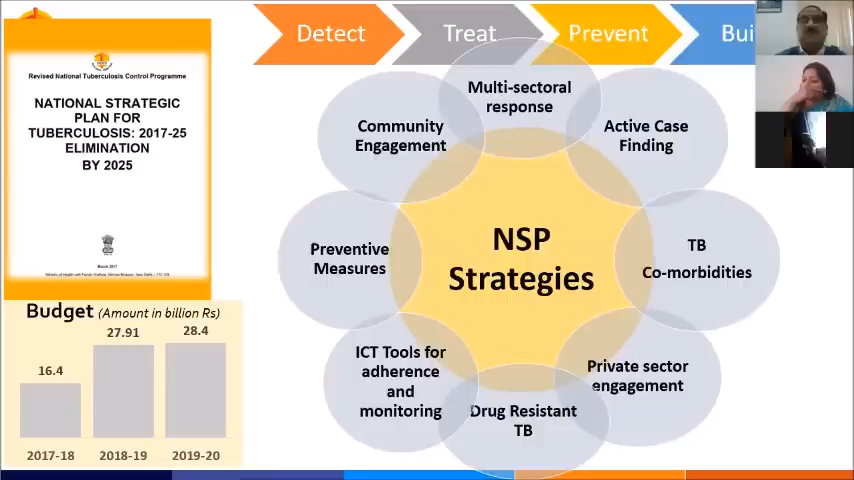 Detect
Treat
Prevent
Bui
Revised National Tuberculosis Control Programme
NATIONAL STRATEGIC
PLAN FOR
TUBERCULOSIS: 2017-25
ELIMINATION
BY 2025
March 2017
Budget (Amount in billion Rs)
16.4
27.91
28.4
2017-18
2018-19
2019-20
NSP
Strategies
Multi-sectoral
response
Active Case
Finding
TB
Co-morbidities
Private sector
engagement
Drug Resistant
TB
ICT Tools for
adherence
and
monitoring
Preventive
Measures
Community
Engagement